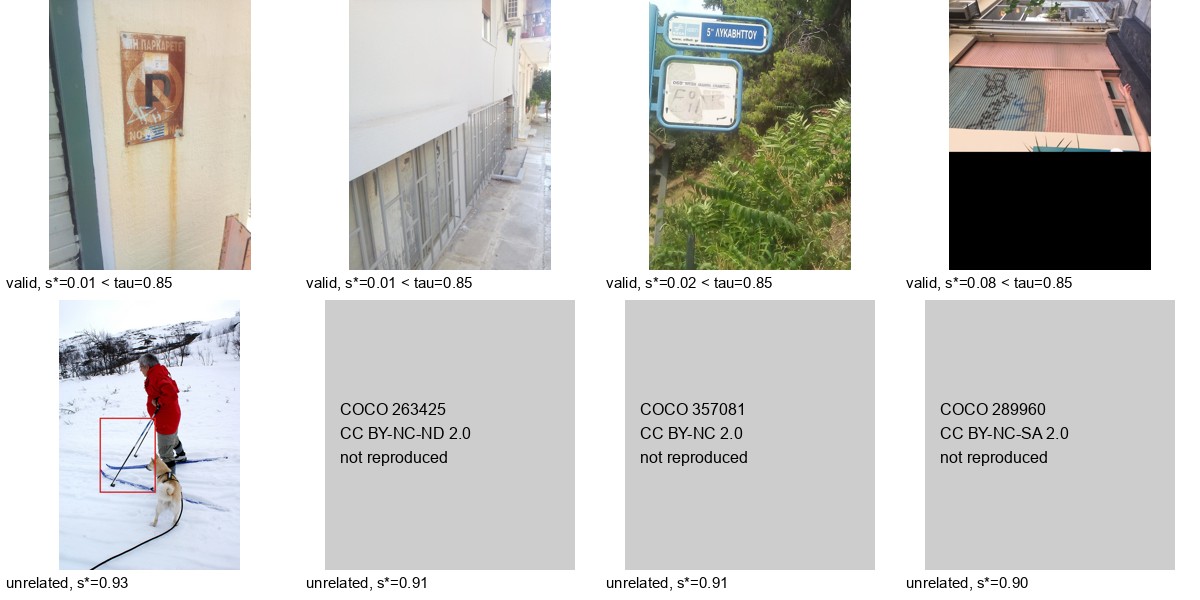 ΜΗ ΠΑΡΚΑΡΕΤΕ
P
NO
5ος ΛΥΚΑΒΗΤΤΟΥ
valid, s*=0.01 < tau=0.85
valid, s*=0.01 < tau=0.85
valid, s*=0.02 < tau=0.85
valid, s*=0.08 < tau=0.85
COCO 263425
CC BY-NC-ND 2.0
not reproduced
COCO 357081
CC BY-NC 2.0
not reproduced
COCO 289960
CC BY-NC-SA 2.0
not reproduced
unrelated, s*=0.93
unrelated, s*=0.91
unrelated, s*=0.91
unrelated, s*=0.90